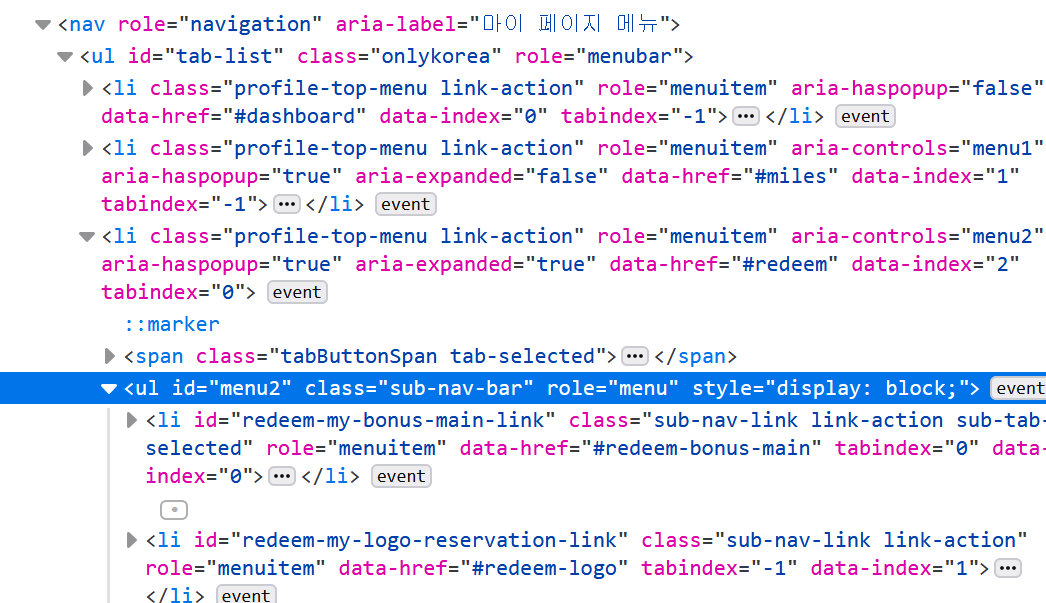 <nav role="navigation" aria-label="마이 페이지 메뉴">
<ul id="tab-list" class="onlykorea" role="menubar">
<li class="profile-top-menu link-action" role="menuitem" aria-haspopup="false"
data-href="#dashboard" data-index="0" tabindex="-1">···</li> event
<li class="profile-top-menu link-action" role="menuitem" aria-controls="menu1"
aria-haspopup="true" aria-expanded="false" data-href="#miles" data-index="1"
tabindex="-1">···</li> event
<li class="profile-top-menu link-action" role="menuitem" aria-controls="menu2"
aria-haspopup="true" aria-expanded="true" data-href="#redeem" data-index="2"
tabindex="0"> event
::marker
<span class="tabButtonSpan tab-selected">···</span>
<ul id="menu2" class="sub-nav-bar" role="menu" style="display: block;"> event
<li id="redeem-my-bonus-main-link" class="sub-nav-link link-action sub-tab-
selected" role="menuitem" data-href="#redeem-bonus-main" tabindex="0" data-
index="0">···</li> event
<li id="redeem-my-logo-reservation-link" class="sub-nav-link link-action"
role="menuitem" data-href="#redeem-logo" tabindex="-1" data-index="1">···
</li> event